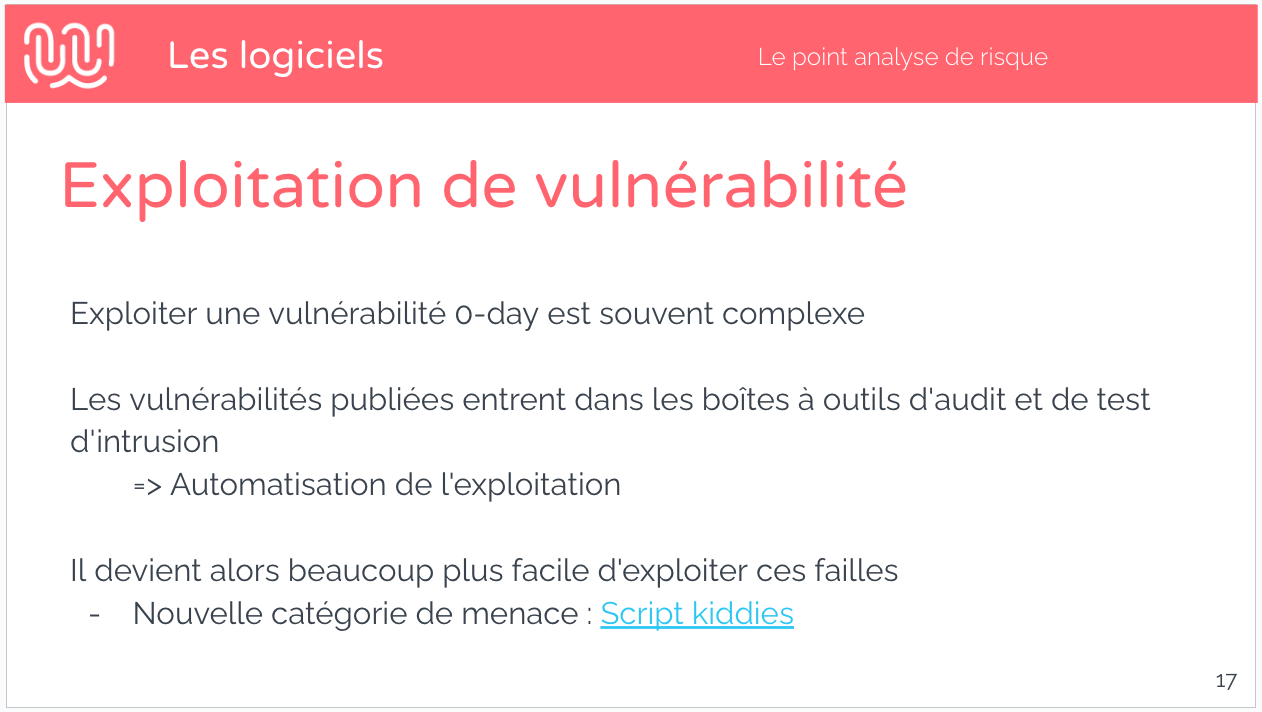 Les logiciels
Le point analyse de risque
Exploitation de vulnérabilité
Exploiter une vulnérabilité 0-day est souvent complexe
Les vulnérabilités publiées entrent dans les boîtes à outils d'audit et de test
d'intrusion
=> Automatisation de l'exploitation
Il devient alors beaucoup plus facile d'exploiter ces failles
- Nouvelle catégorie de menace : Script kiddies
17